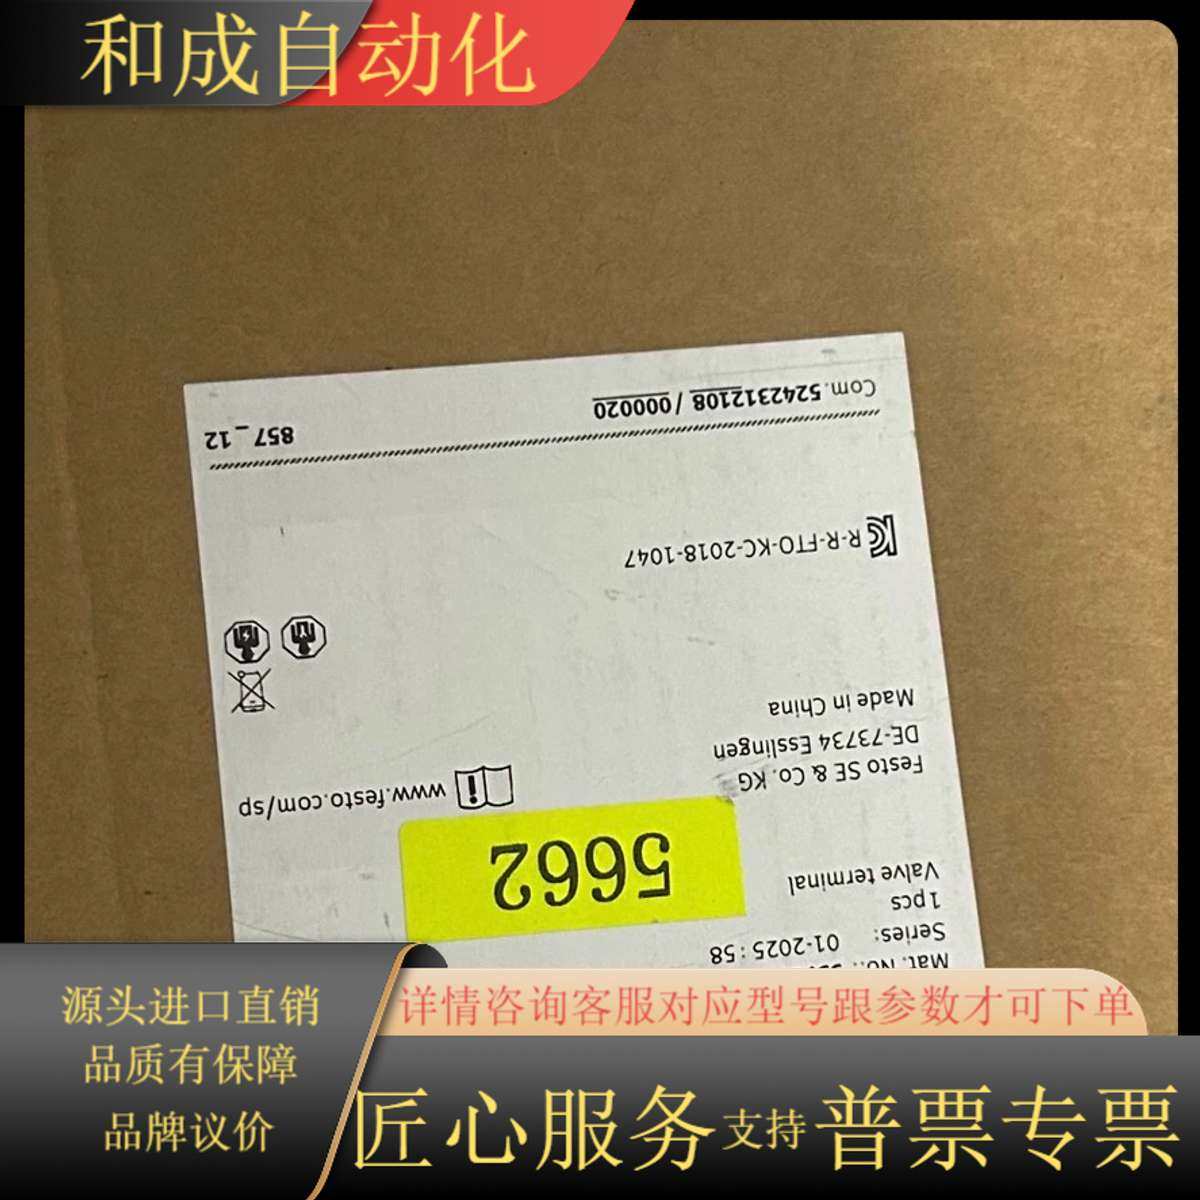 和成自动化
Com. 5242312108 / 000020
857 _ 12
R-R-FTO-KC-2018-1047
Made in China
DE-73734 Esslingen
Festo SE & Co. KG
www.festo.com/sp
5662
Valve terminal
1 pcs
Series: 01-2025 : 58
Mat. No.:
源头进口直销
品质有保障
品牌议价
详情咨询客服对应型号跟参数才可下单
匠心服务支持普票专票